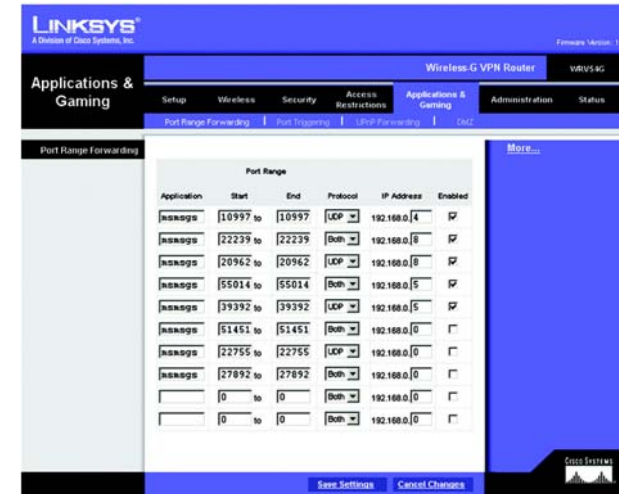 LINKSYS®
A Division of Cisco Systems, Inc.
Firmware Version: 1
Applications & Gaming
Wireless-G VPN Router WRV54G
Setup Wireless Security Access Restrictions Applications & Gaming Administration Status
Port Range Forwarding | Port Triggering | UPnP Forwarding | DMZ
Port Range Forwarding
More...
Port Range
Application Start End Protocol IP Address Enabled
msmsgs 10997 to 10997 UDP 192.168.0. 4
msmsgs 22239 to 22239 Both 192.168.0. 8
msmsgs 20962 to 20962 UDP 192.168.0. 8
msmsgs 55014 to 55014 Both 192.168.0. 5
msmsgs 39392 to 39392 UDP 192.168.0. 5
msmsgs 51451 to 51451 Both 192.168.0. 0
msmsgs 22755 to 22755 UDP 192.168.0. 0
msmsgs 27892 to 27892 Both 192.168.0. 0
0 to 0 Both 192.168.0. 0
0 to 0 Both 192.168.0. 0
Save Settings Cancel Changes
CISCO SYSTEMS